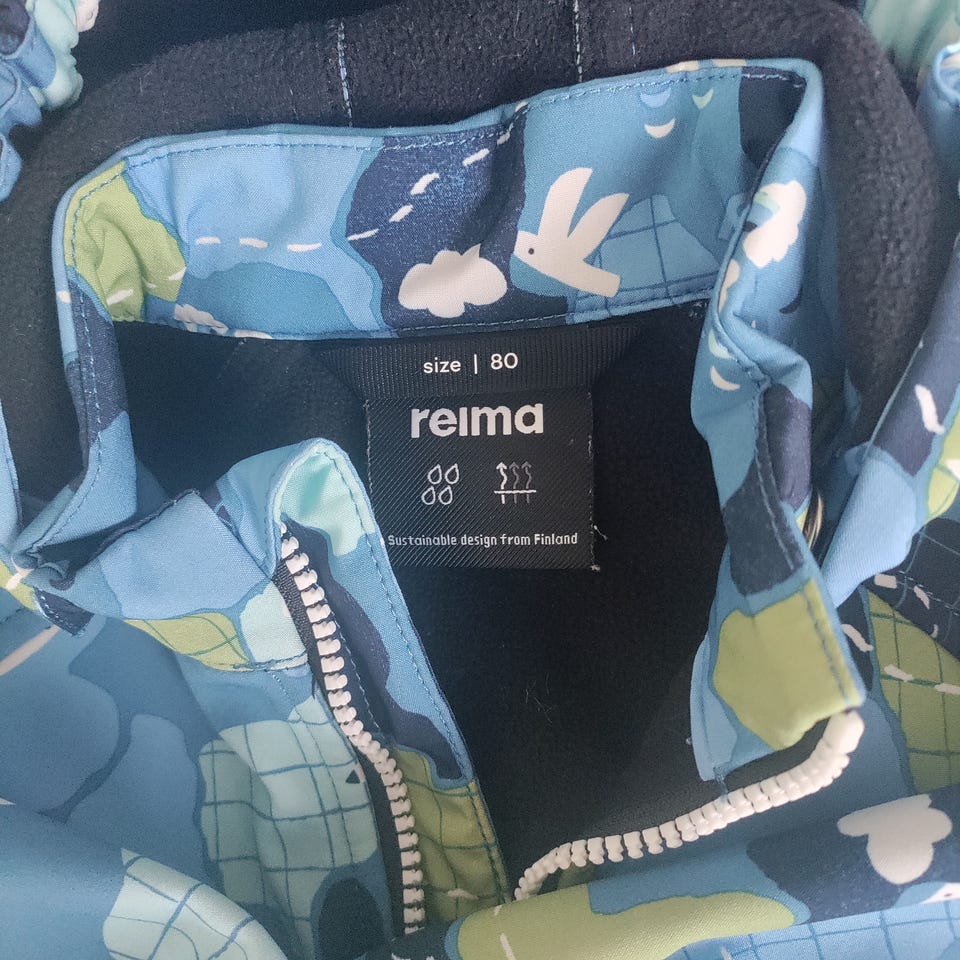 size | 80
reima
Sustainable design from Finland